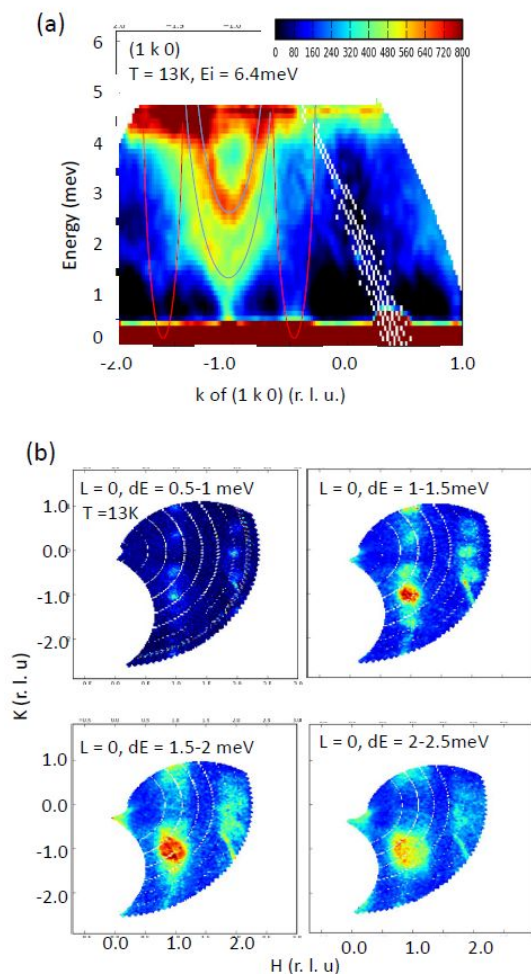 (a)
-1.5 -1.0
(1 k 0)
T = 13K, Ei = 6.4meV
0 80 160 240 320 400 480 560 640 720 800
6
5
4
3
2
1
0
Energy (mev)
-2.0 -1.0 0.0 1.0
k of (1 k 0) (r. l. u.)
(b)
L = 0, dE = 0.5-1 meV
T =13K
L = 0, dE = 1-1.5meV
1.0
0.0
-1.0
-2.0
L = 0, dE = 1.5-2 meV
L = 0, dE = 2-2.5meV
1.0
0.0
-1.0
-2.0
K (r. l. u)
0.0 1.0 2.0 0.0 1.0 2.0
H (r. l. u)